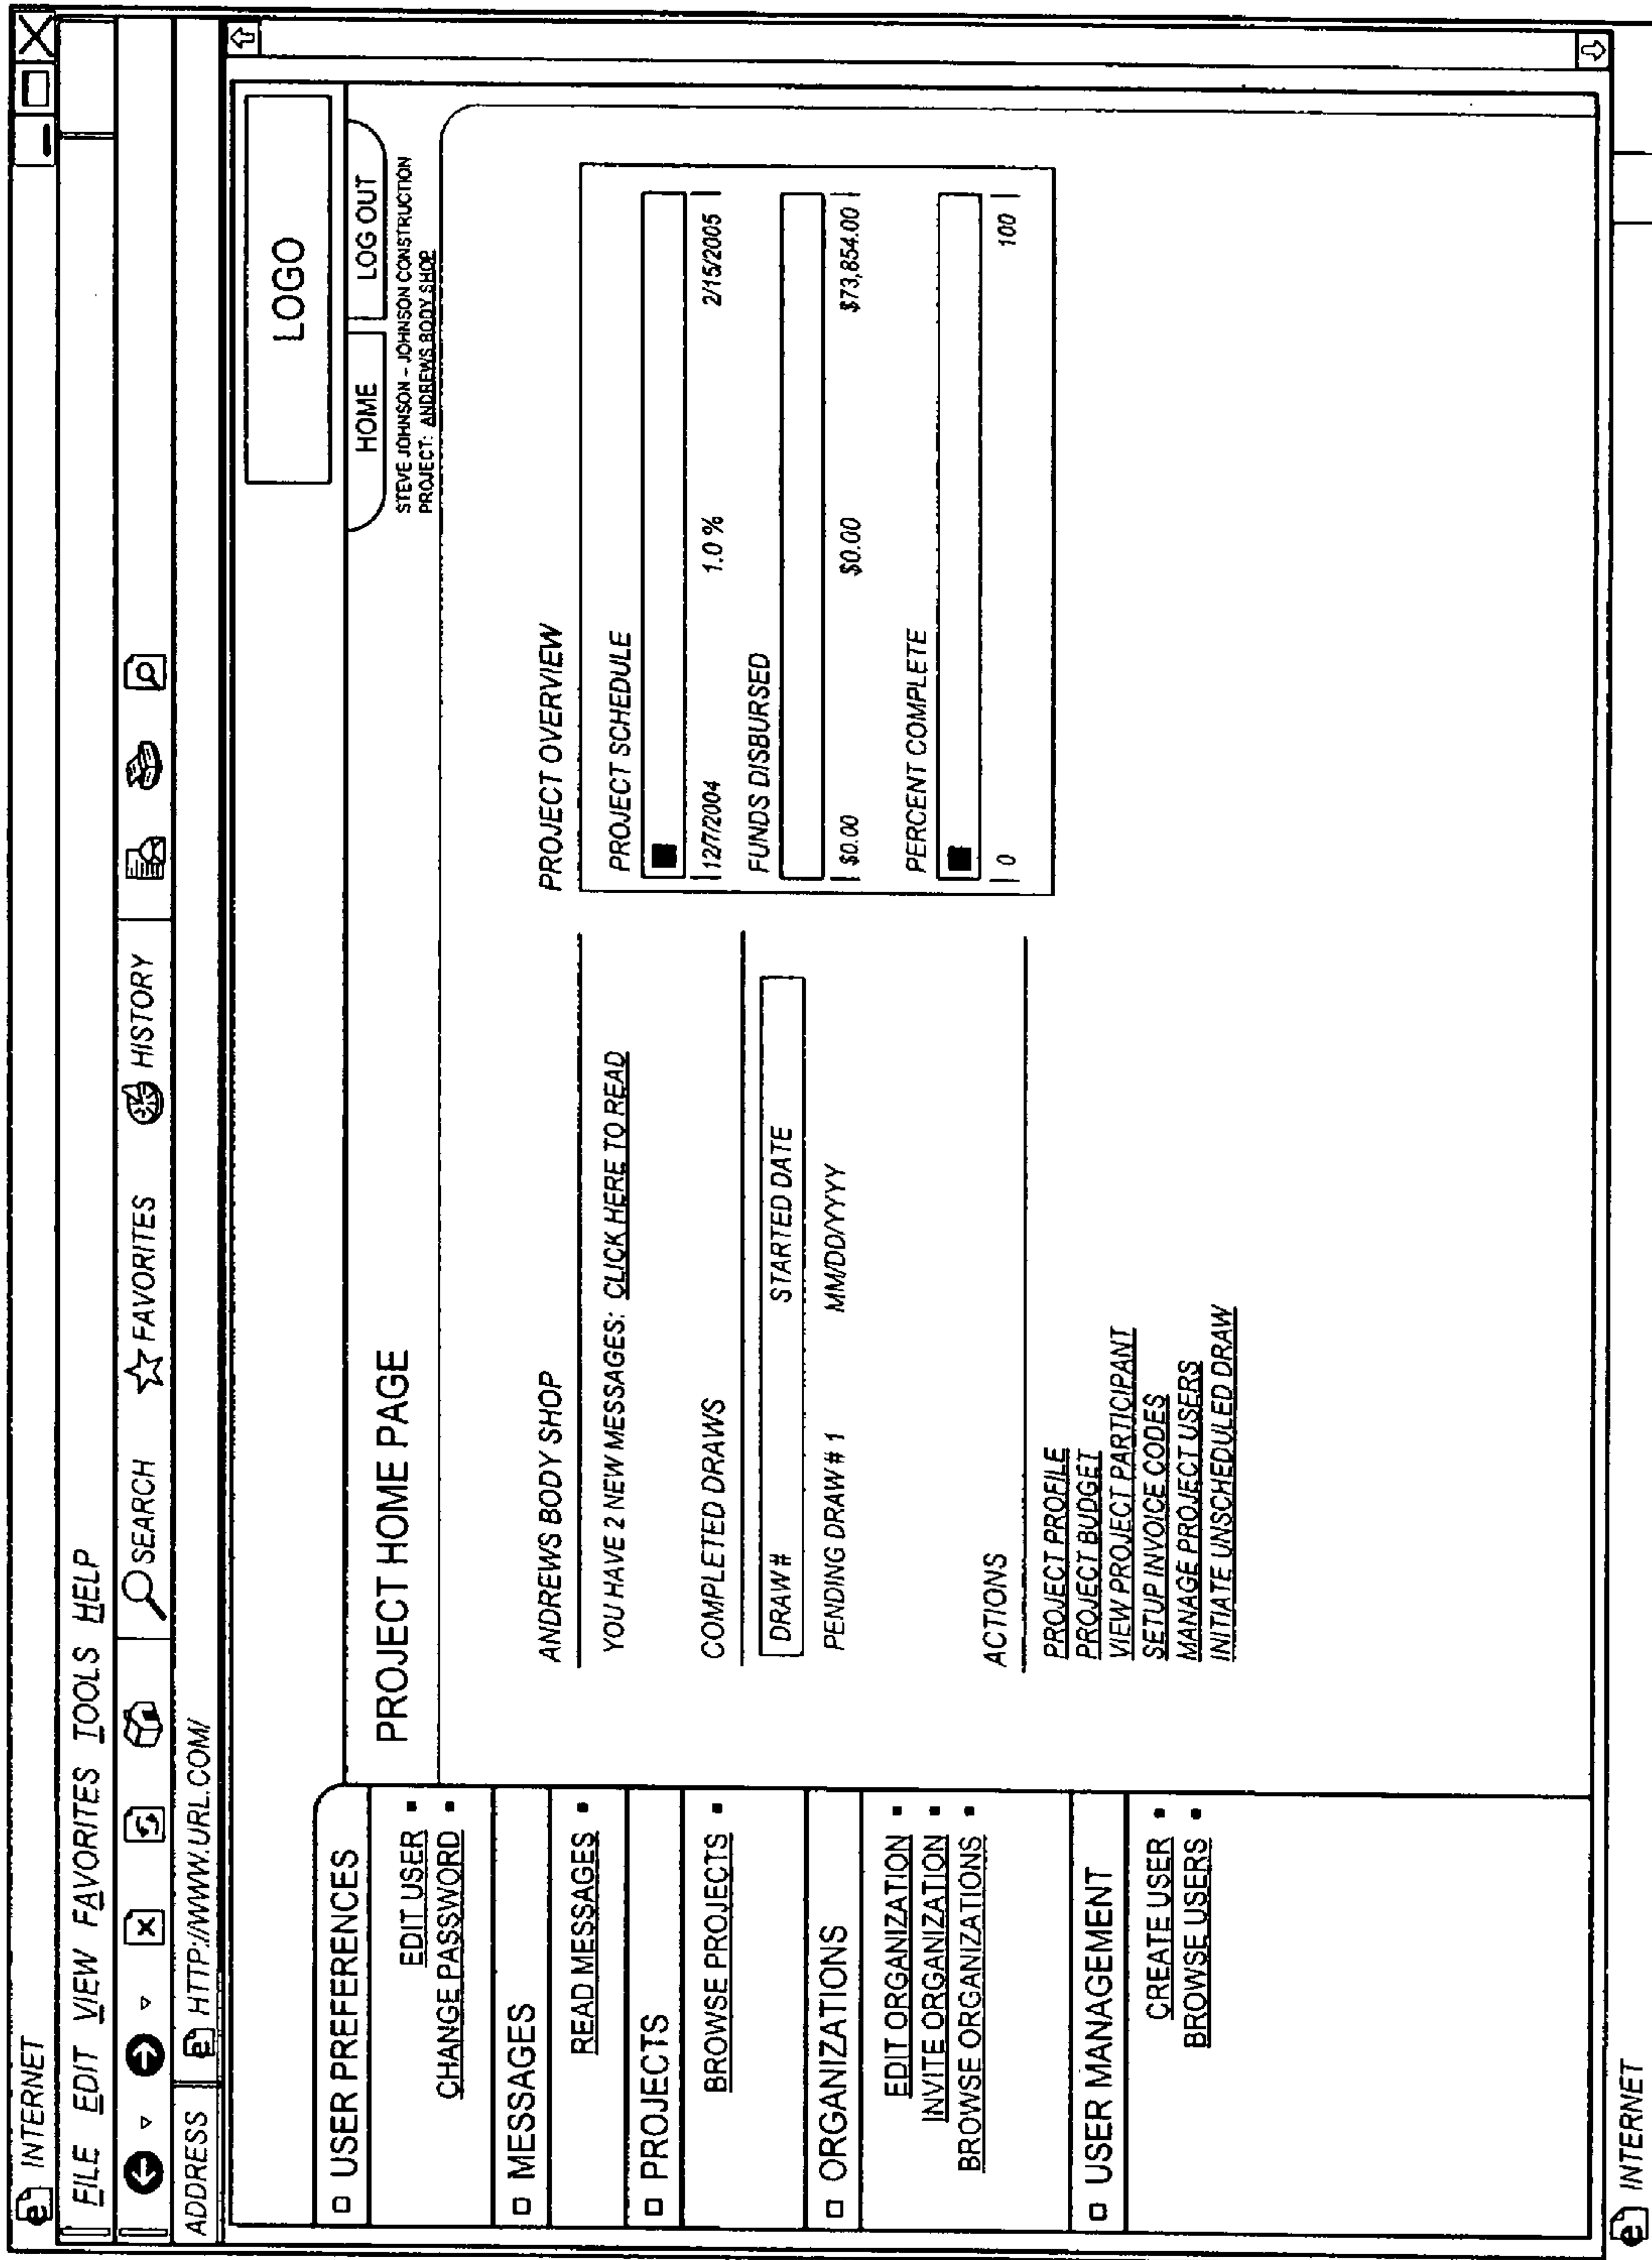 INTERNET
FILE EDIT VIEW FAVORITES TOOLS HELP
SEARCH FAVORITES HISTORY
ADDRESS HTTP://WWW.URL.COM/
LOGO
HOME LOG OUT
STEVE JOHNSON – JOHNSON CONSTRUCTION
PROJECT: ANDREWS BODY SHOP
USER PREFERENCES
EDIT USER
CHANGE PASSWORD
MESSAGES
READ MESSAGES
PROJECTS
BROWSE PROJECTS
ORGANIZATIONS
EDIT ORGANIZATION
INVITE ORGANIZATION
BROWSE ORGANIZATIONS
USER MANAGEMENT
CREATE USER
BROWSE USERS
PROJECT HOME PAGE
ANDREWS BODY SHOP
YOU HAVE 2 NEW MESSAGES: CLICK HERE TO READ
COMPLETED DRAWS
DRAW # STARTED DATE
PENDING DRAW # 1 MM/DD/YYYY
ACTIONS
PROJECT PROFILE
PROJECT BUDGET
VIEW PROJECT PARTICIPANT
SETUP INVOICE CODES
MANAGE PROJECT USERS
INITIATE UNSCHEDULED DRAW
PROJECT OVERVIEW
PROJECT SCHEDULE
12/7/2004 1.0 % 2/15/2005
FUNDS DISBURSED
$0.00 $0.00 $73,854.00
PERCENT COMPLETE
0 100
INTERNET